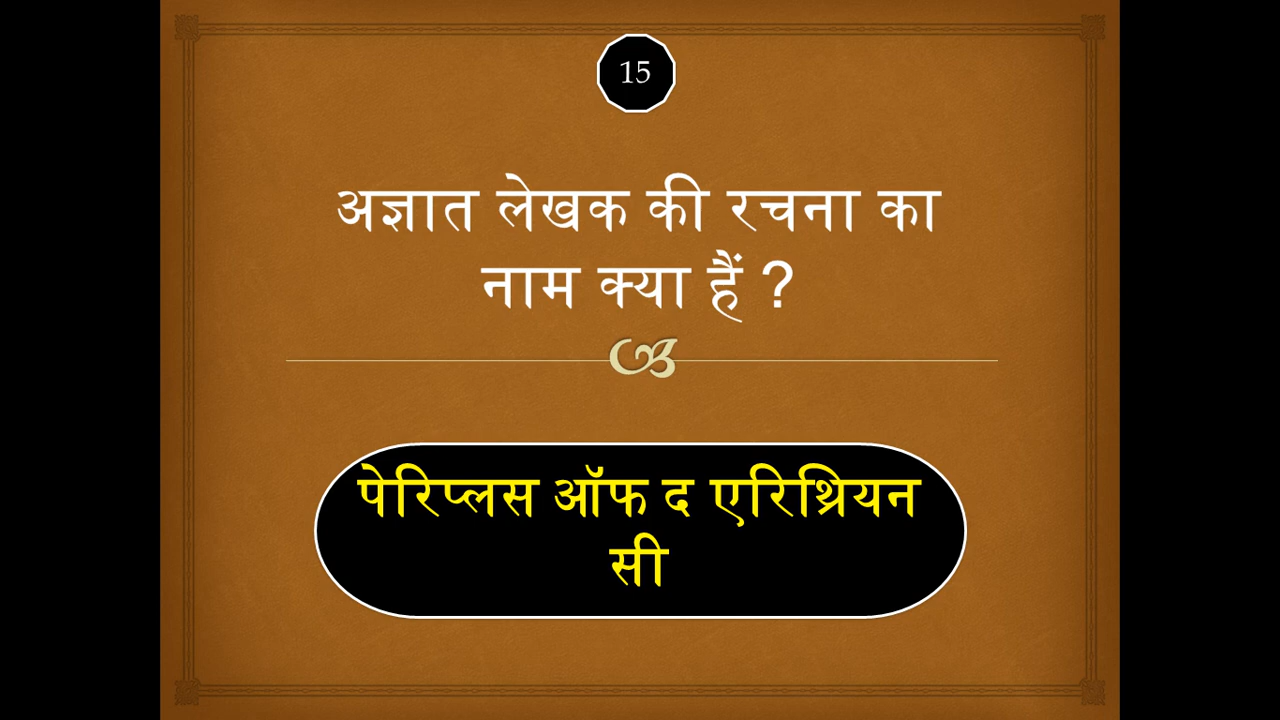 15
अज्ञात लेखक की रचना का
नाम क्या हैं ?
पेरिप्लस ऑफ द एरिथ्रियन
सी